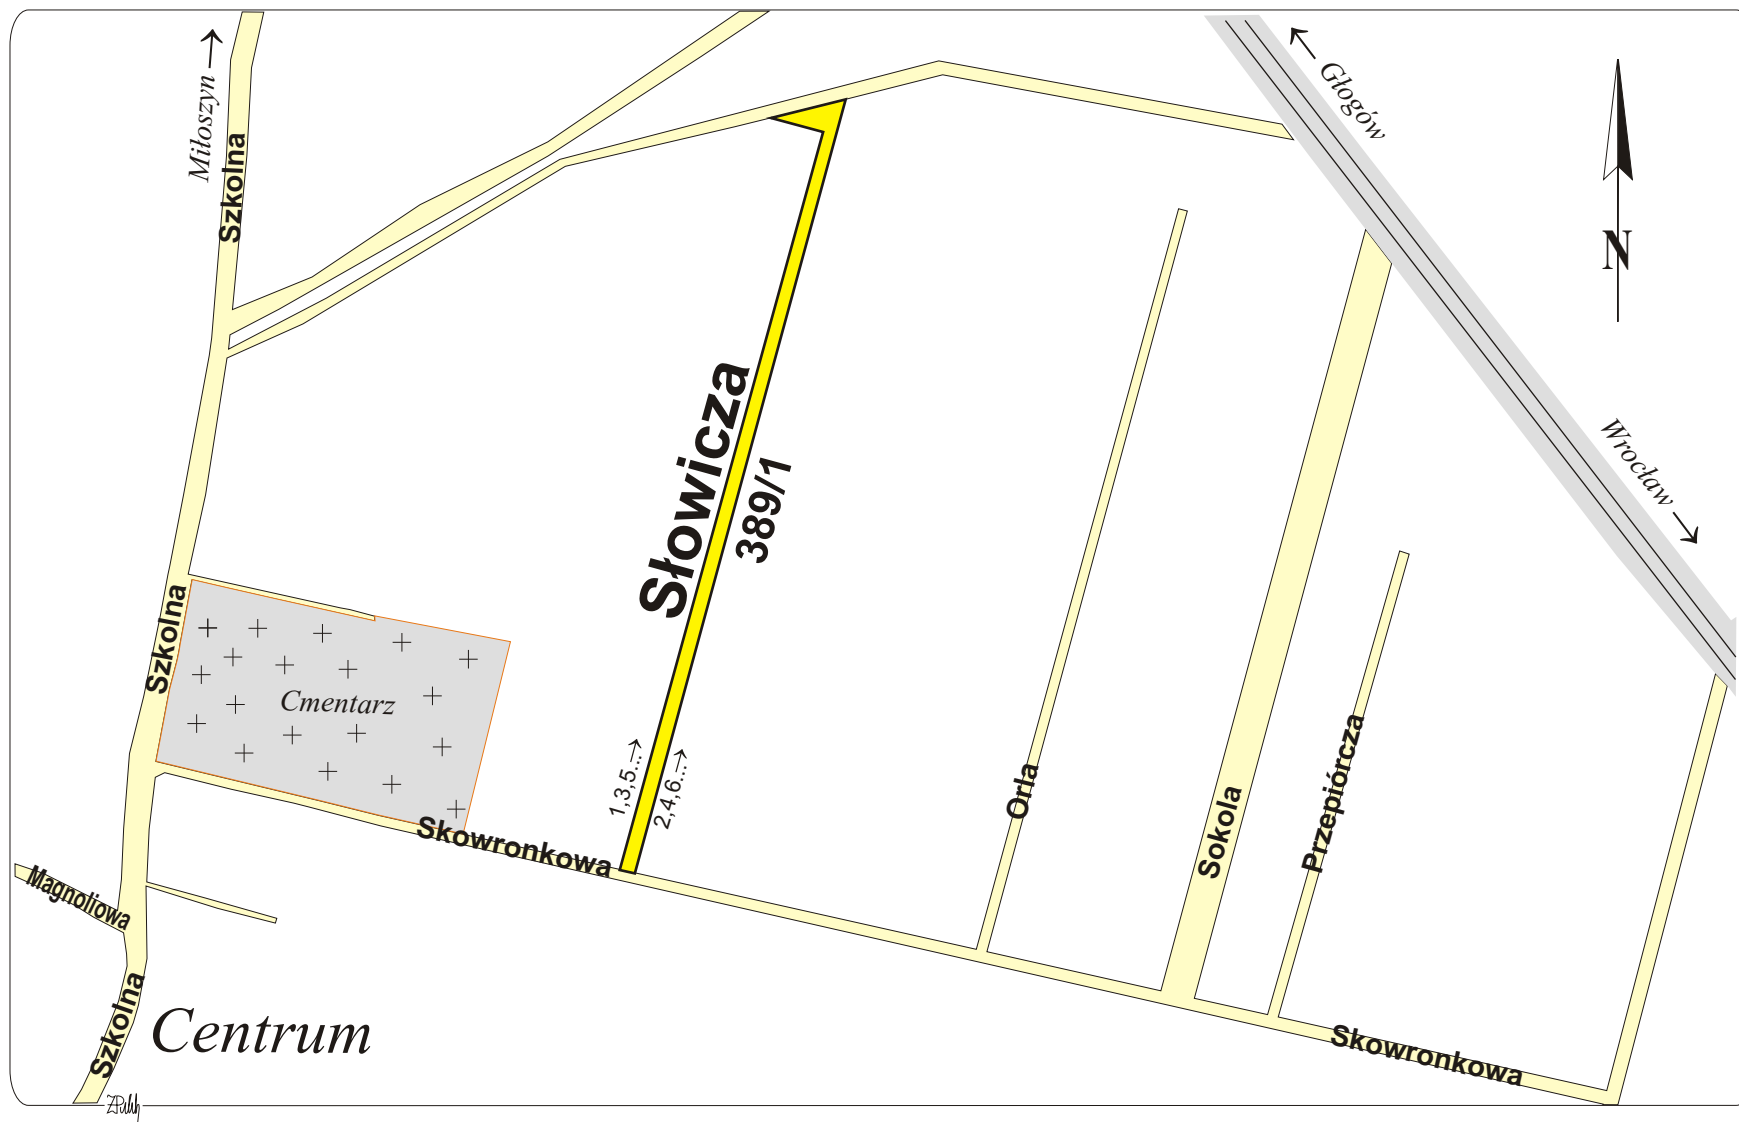 Miłoszyn
Głogów
Szkolna
N
Słowicza
389/1
Wrocław
Szkolna
Cmentarz
1,3,5...
2,4,6...
Orla
Sokola
Przepiórcza
Skowronkowa
Magnoliowa
Szkolna
Centrum
Skowronkowa